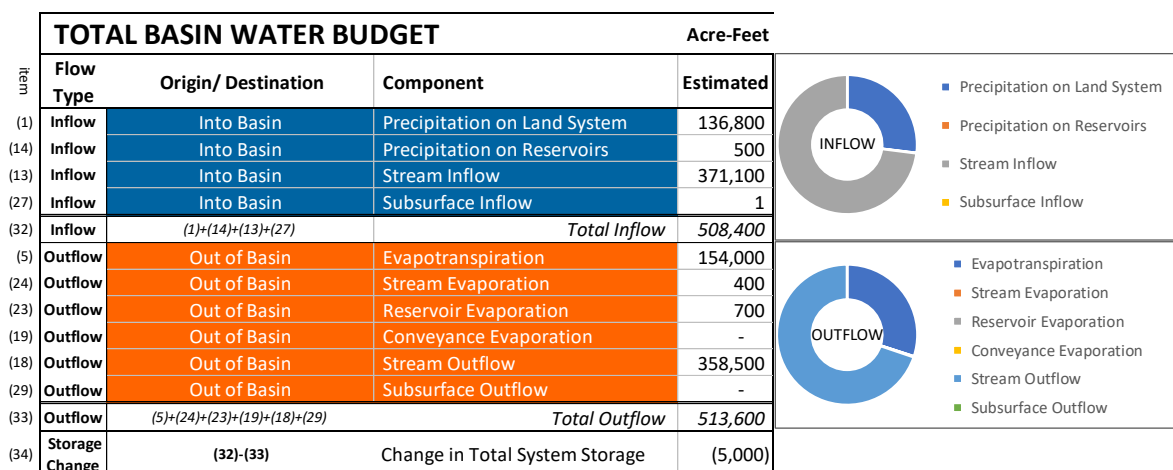 TOTAL BASIN WATER BUDGET Acre-Feet
item Flow Type Origin/ Destination Component Estimated
(1) Inflow Into Basin Precipitation on Land System 136,800
(14) Inflow Into Basin Precipitation on Reservoirs 500
(13) Inflow Into Basin Stream Inflow 371,100
(27) Inflow Into Basin Subsurface Inflow 1
(32) Inflow (1)+(14)+(13)+(27) Total Inflow 508,400
(5) Outflow Out of Basin Evapotranspiration 154,000
(24) Outflow Out of Basin Stream Evaporation 400
(23) Outflow Out of Basin Reservoir Evaporation 700
(19) Outflow Out of Basin Conveyance Evaporation -
(18) Outflow Out of Basin Stream Outflow 358,500
(29) Outflow Out of Basin Subsurface Outflow -
(33) Outflow (5)+(24)+(23)+(19)+(18)+(29) Total Outflow 513,600
(34) Storage Change (32)-(33) Change in Total System Storage (5,000)
INFLOW
Precipitation on Land System
Precipitation on Reservoirs
Stream Inflow
Subsurface Inflow
OUTFLOW
Evapotranspiration
Stream Evaporation
Reservoir Evaporation
Conveyance Evaporation
Stream Outflow
Subsurface Outflow